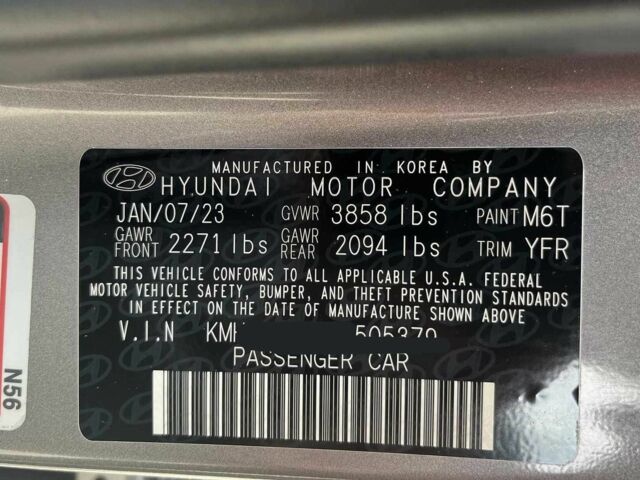 MANUFACTURED IN KOREA BY
HYUNDAI MOTOR COMPANY
JAN/07/23 GVWR 3858 lbs PAINT M6T
GAWR FRONT 2271 lbs GAWR REAR 2094 lbs TRIM YFR
THIS VEHICLE CONFORMS TO ALL APPLICABLE U.S.A. FEDERAL
MOTOR VEHICLE SAFETY, BUMPER, AND THEFT PREVENTION STANDARDS
IN EFFECT ON THE DATE OF MANUFACTURE SHOWN ABOVE
V.I.N KM 505379
PASSENGER CAR
N56